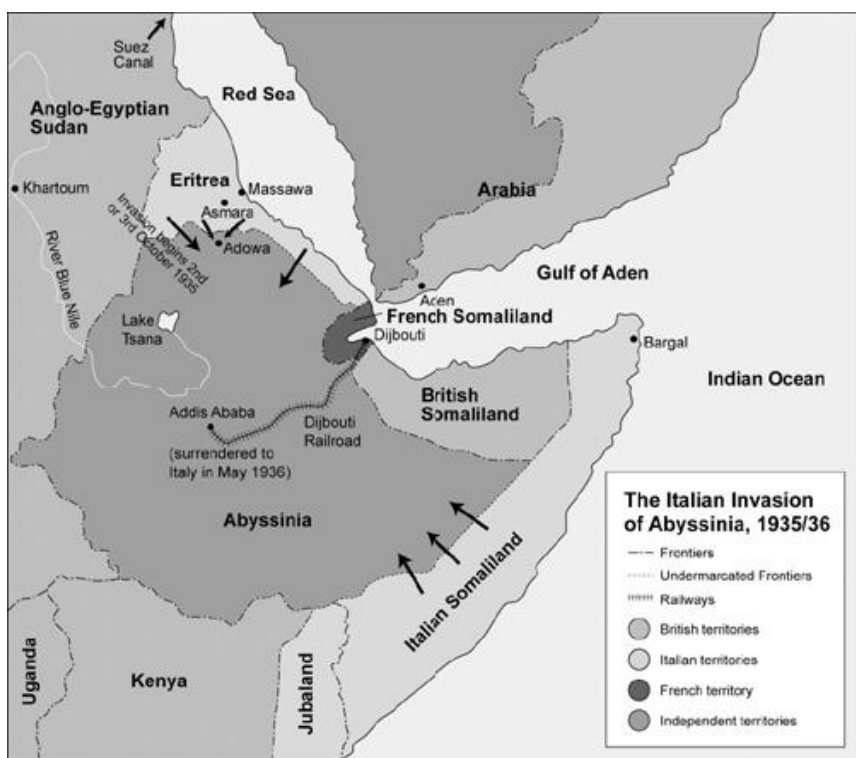 Suez
Canal
Red Sea
Anglo-Egyptian
Sudan
Khartoum
Eritrea
Massawa
Asmara
Adowa
Invasion begins 2nd
or 3rd October 1935
River Blue Nile
Lake
Tsana
Arabia
Gulf of Aden
Acen
French Somaliland
Dijbouti
Bargal
Indian Ocean
British
Somaliland
Addis Ababa
(surrendered to
Italy in May 1936)
Dijbouti
Railroad
Abyssinia
Italian Somaliland
Uganda
Kenya
Jubaland
The Italian Invasion
of Abyssinia, 1935/36
Frontiers
Undermarcated Frontiers
Railways
British territories
Italian territories
French territory
Independent territories